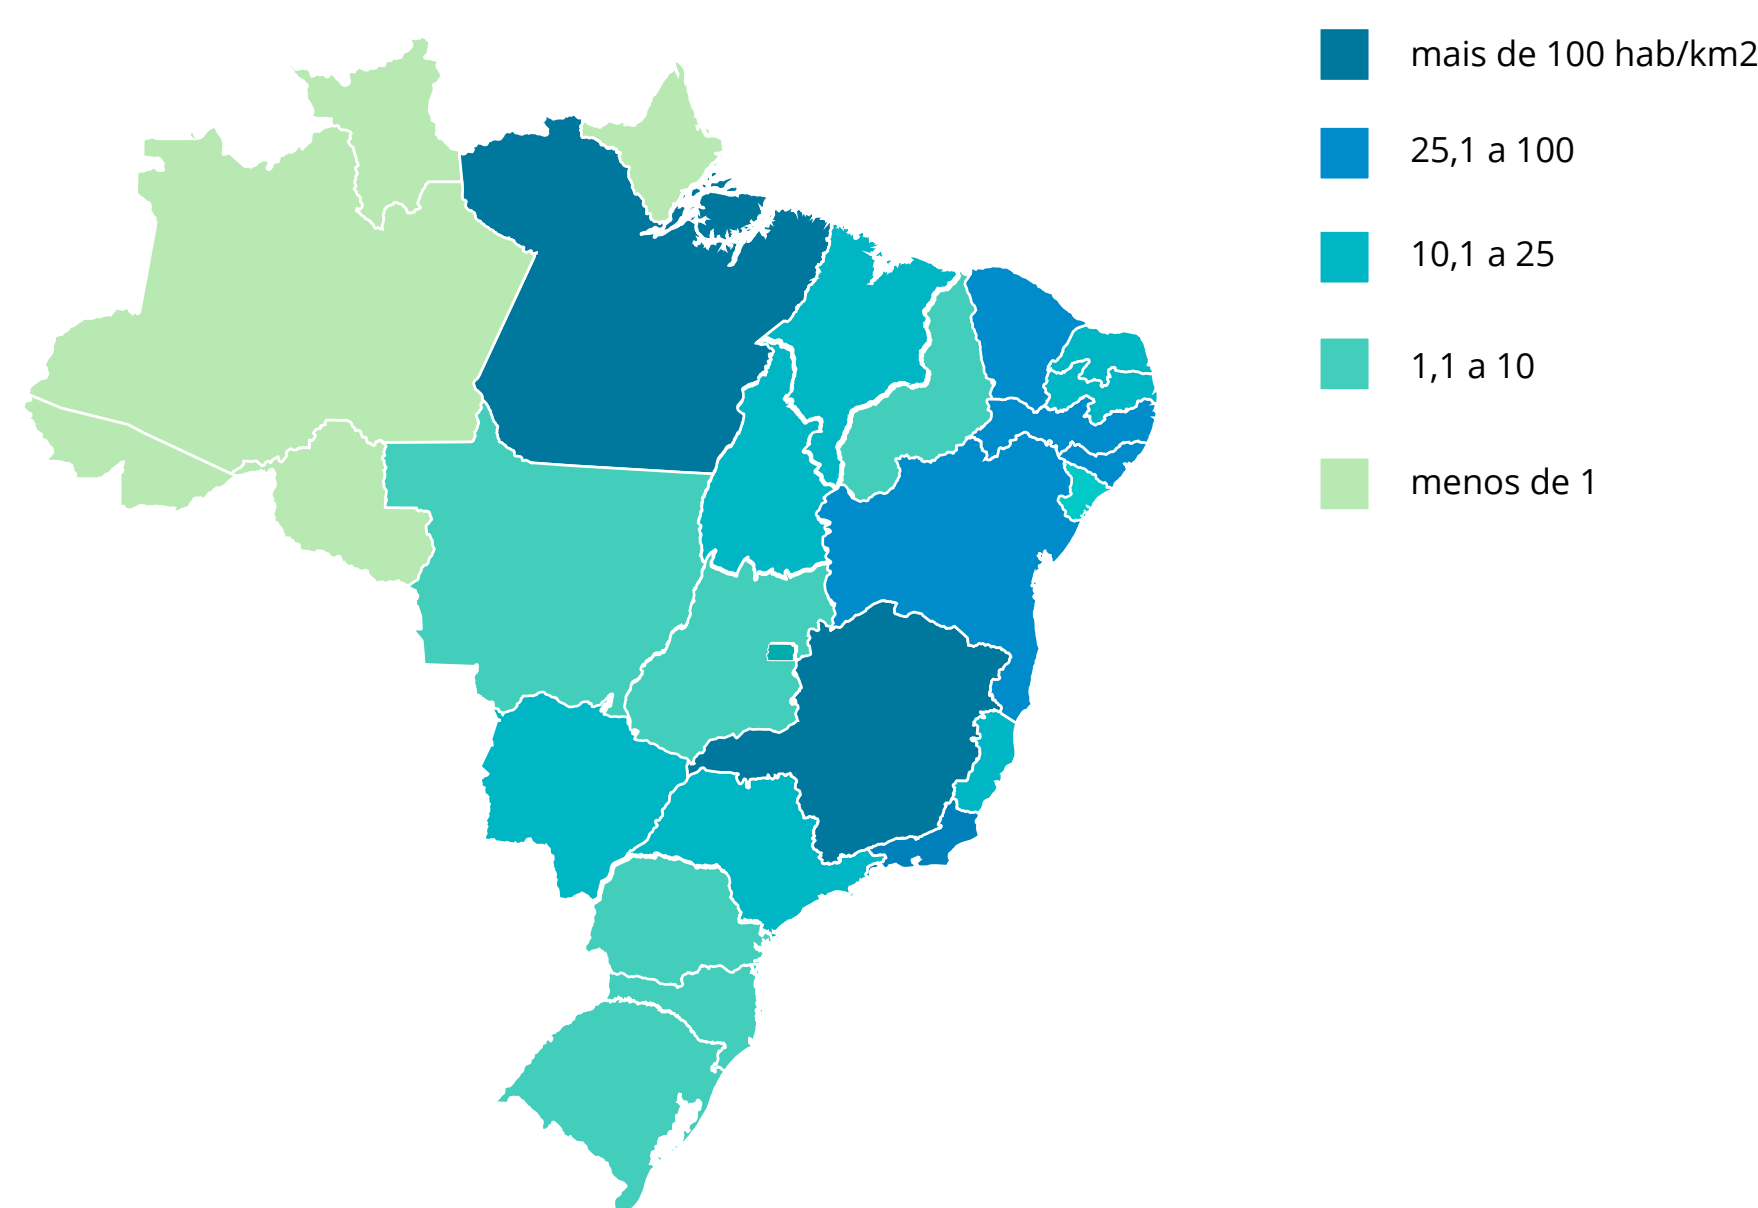 mais de 100 hab/km2
25,1 a 100
10,1 a 25
1,1 a 10
menos de 1